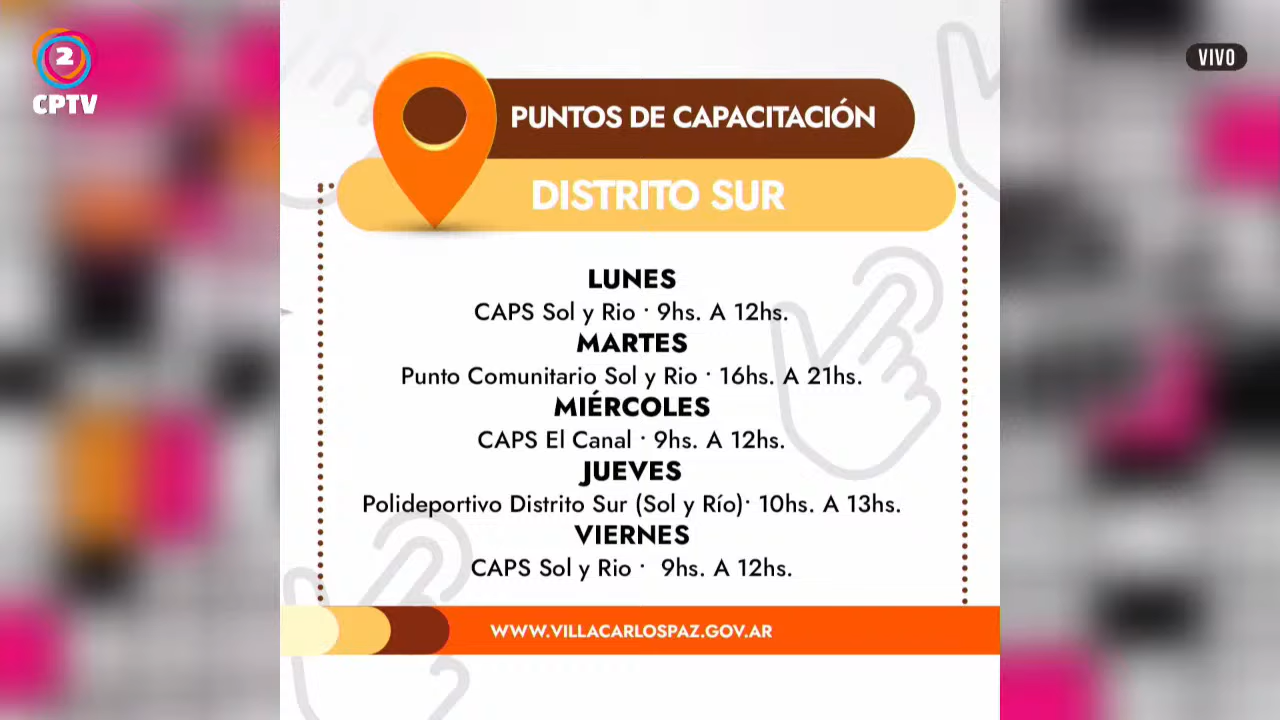 2
CPTV
VIVO
PUNTOS DE CAPACITACIÓN
DISTRITO SUR
LUNES
CAPS Sol y Rio · 9hs. A 12hs.
MARTES
Punto Comunitario Sol y Rio · 16hs. A 21hs.
MIÉRCOLES
CAPS El Canal · 9hs. A 12hs.
JUEVES
Polideportivo Distrito Sur (Sol y Río)· 10hs. A 13hs.
VIERNES
CAPS Sol y Rio ·  9hs. A 12hs.
WWW.VILLACARLOSPAZ.GOV.AR